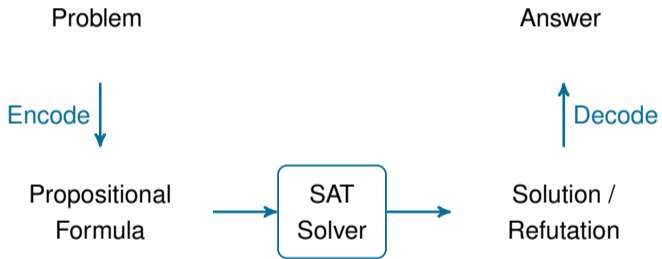 Problem
Answer
Encode
Decode
Propositional
Formula
SAT
Solver
Solution /
Refutation